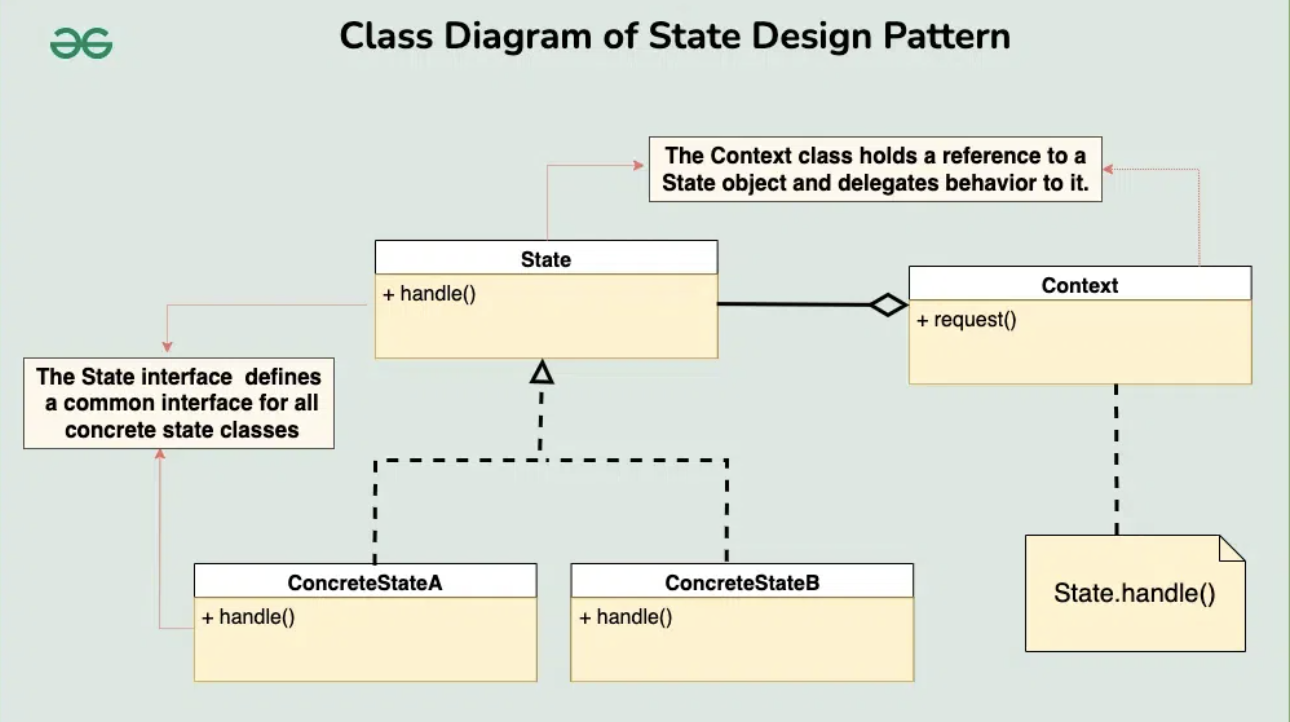 Class Diagram of State Design Pattern
The Context class holds a reference to a
State object and delegates behavior to it.
State
+ handle()
Context
+ request()
The State interface defines
a common interface for all
concrete state classes
ConcreteStateA
+ handle()
ConcreteStateB
+ handle()
State.handle()